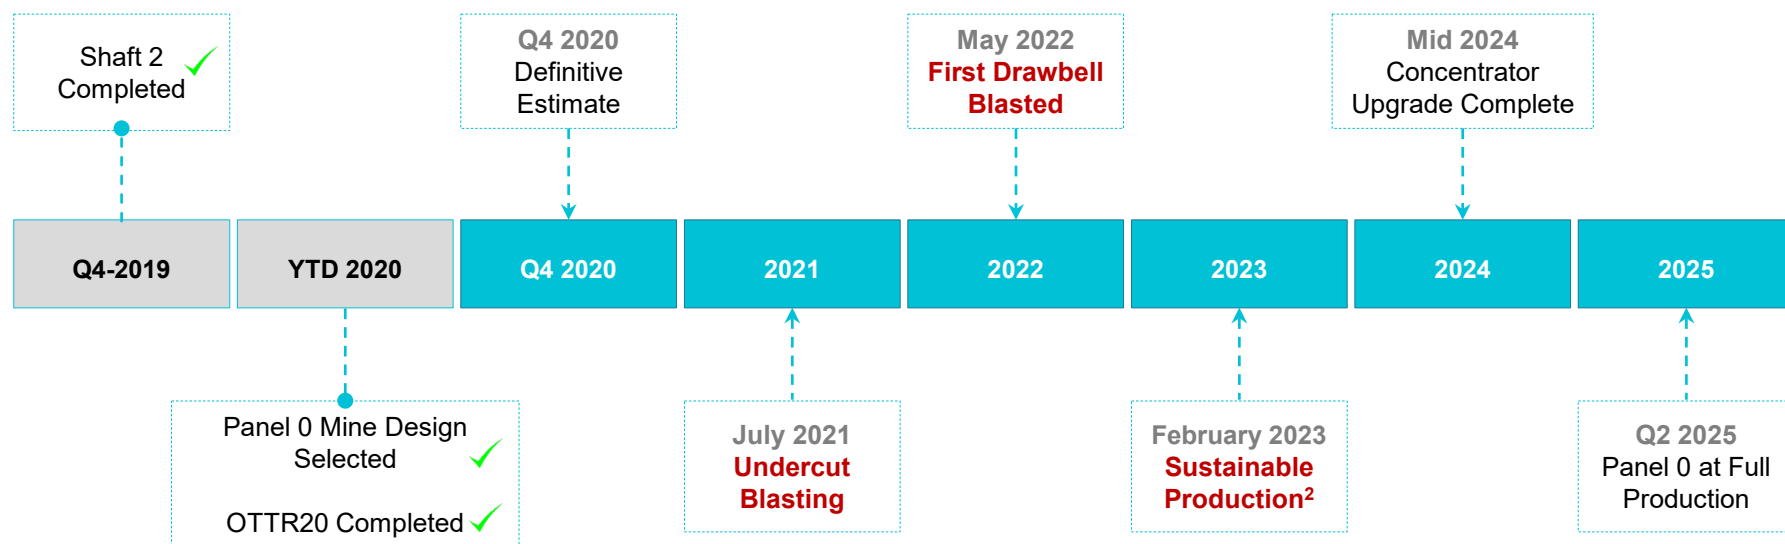 Shaft 2
Completed
Q4 2020
Definitive
Estimate
May 2022
First Drawbell
Blasted
Mid 2024
Concentrator
Upgrade Complete
Q4-2019
YTD 2020
Q4 2020
2021
2022
2023
2024
2025
Panel 0 Mine Design
Selected
OTTR20 Completed
July 2021
Undercut
Blasting
February 2023
Sustainable
Production²
Q2 2025
Panel 0 at Full
Production